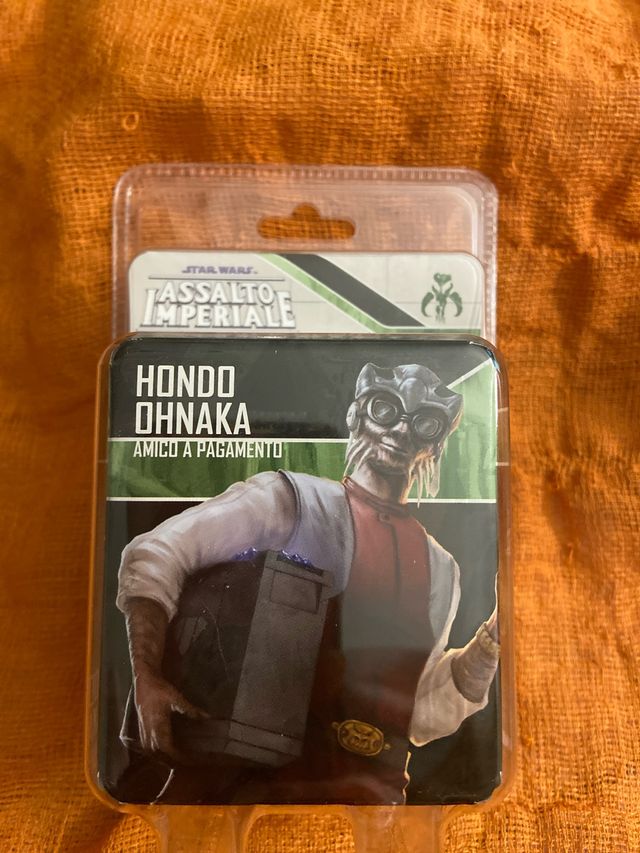 STAR WARS
ASSALTO
IMPERIALE
HONDO
OHNAKA
AMICO A PAGAMENTO